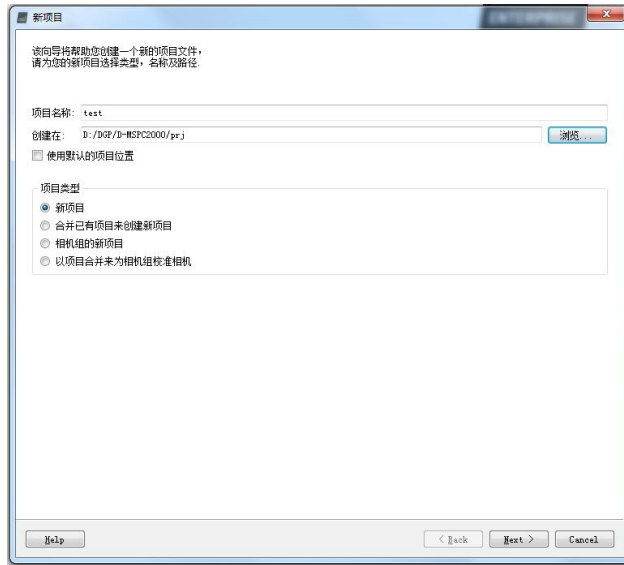 新项目
该向导将帮助您创建一个新的项目文件,
请为您的新项目选择类型, 名称及路径.
项目名称: test
创建在: D:/DGP/D-MSPC2000/prj 浏览...
使用默认的项目位置
项目类型
新项目
合并已有项目来创建新项目
相机组的新项目
以项目合并来为相机组校准相机
Help < Back Next > Cancel